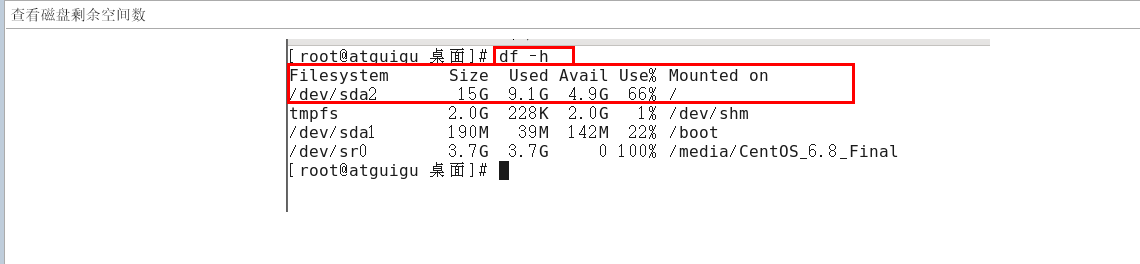 查看磁盘剩余空间数
[root@atguigu 桌面]# df -h
Filesystem      Size  Used Avail Use% Mounted on
/dev/sda2        15G  9.1G  4.9G  66% /
tmpfs           2.0G  228K  2.0G   1% /dev/shm
/dev/sda1       190M   39M  142M  22% /boot
/dev/sr0        3.7G  3.7G     0 100% /media/CentOS_6.8_Final
[root@atguigu 桌面]#